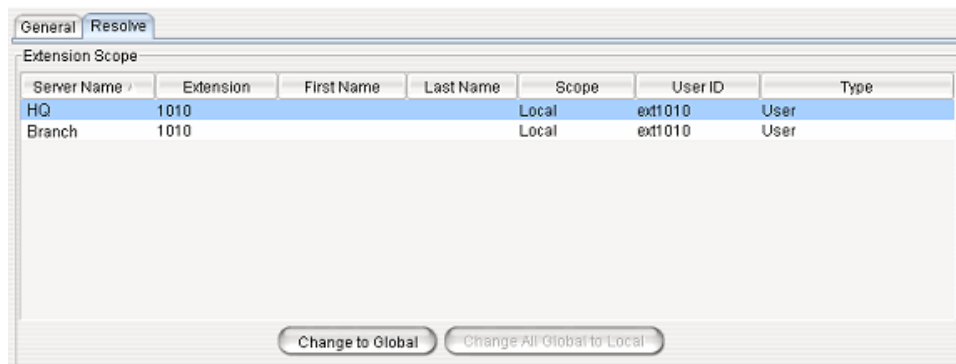 General Resolve
Extension Scope
Server Name / Extension First Name Last Name Scope User ID Type
HQ 1010 Local ext1010 User
Branch 1010 Local ext1010 User
Change to Global Change All Global to Local